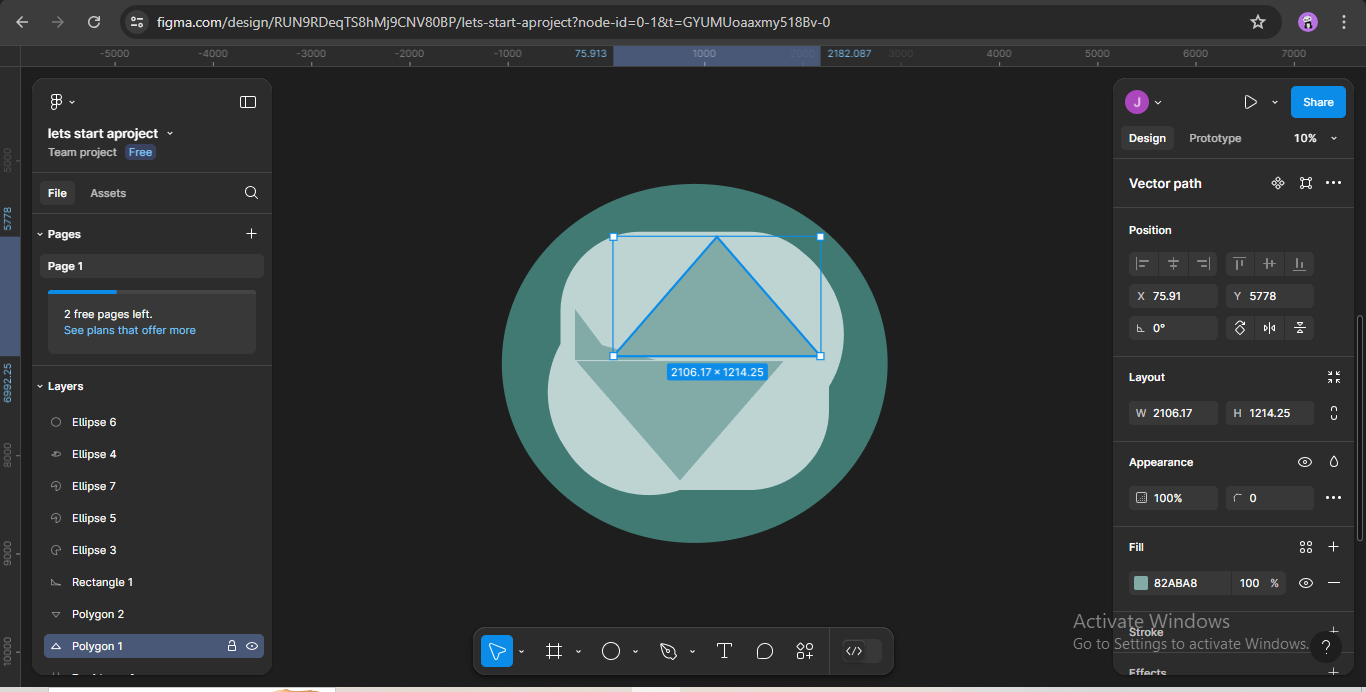 figma.com/design/RUN9RDeqTS8hMj9CNV80BP/lets-start-aproject?node-id=0-1&t=GYUMUoaaxmy518Bv-0
-5000 -4000 -3000 -2000 -1000 75.913 1000 2000 2182.087 3000 4000 5000 6000 7000
5000
5778
6992.25
8000
9000
10000
lets start aproject
Team project Free
File Assets
Pages
Page 1
2 free pages left.
See plans that offer more
Layers
Ellipse 6
Ellipse 4
Ellipse 7
Ellipse 5
Ellipse 3
Rectangle 1
Polygon 2
Polygon 1
2106.17 × 1214.25
J
Share
Design Prototype 10%
Vector path
Position
X 75.91 Y 5778
0°
Layout
W 2106.17 H 1214.25
Appearance
100% 0
Fill
82ABA8 100 %
Activate Windows
Stroke
Go to Settings to activate Windows.
?
Effects